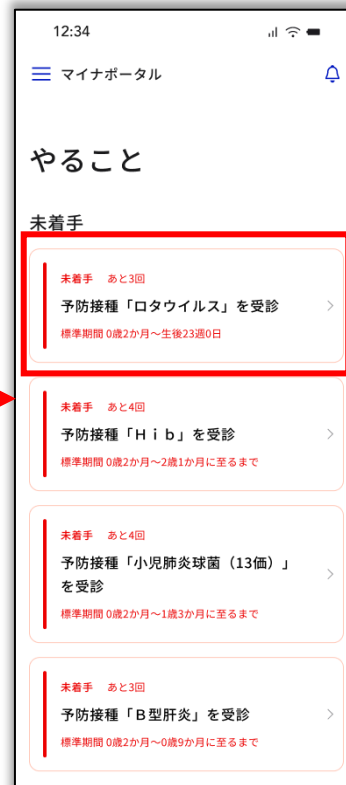 12:34
マイナポータル
やること
未着手
未着手 あと3回
予防接種「ロタウイルス」を受診
標準期間 0歳2か月～生後23週0日
未着手 あと4回
予防接種「Ｈｉｂ」を受診
標準期間 0歳2か月～2歳1か月に至るまで
未着手 あと4回
予防接種「小児肺炎球菌（13価）」
を受診
標準期間 0歳2か月～1歳3か月に至るまで
未着手 あと3回
予防接種「Ｂ型肝炎」を受診
標準期間 0歳2か月～0歳9か月に至るまで